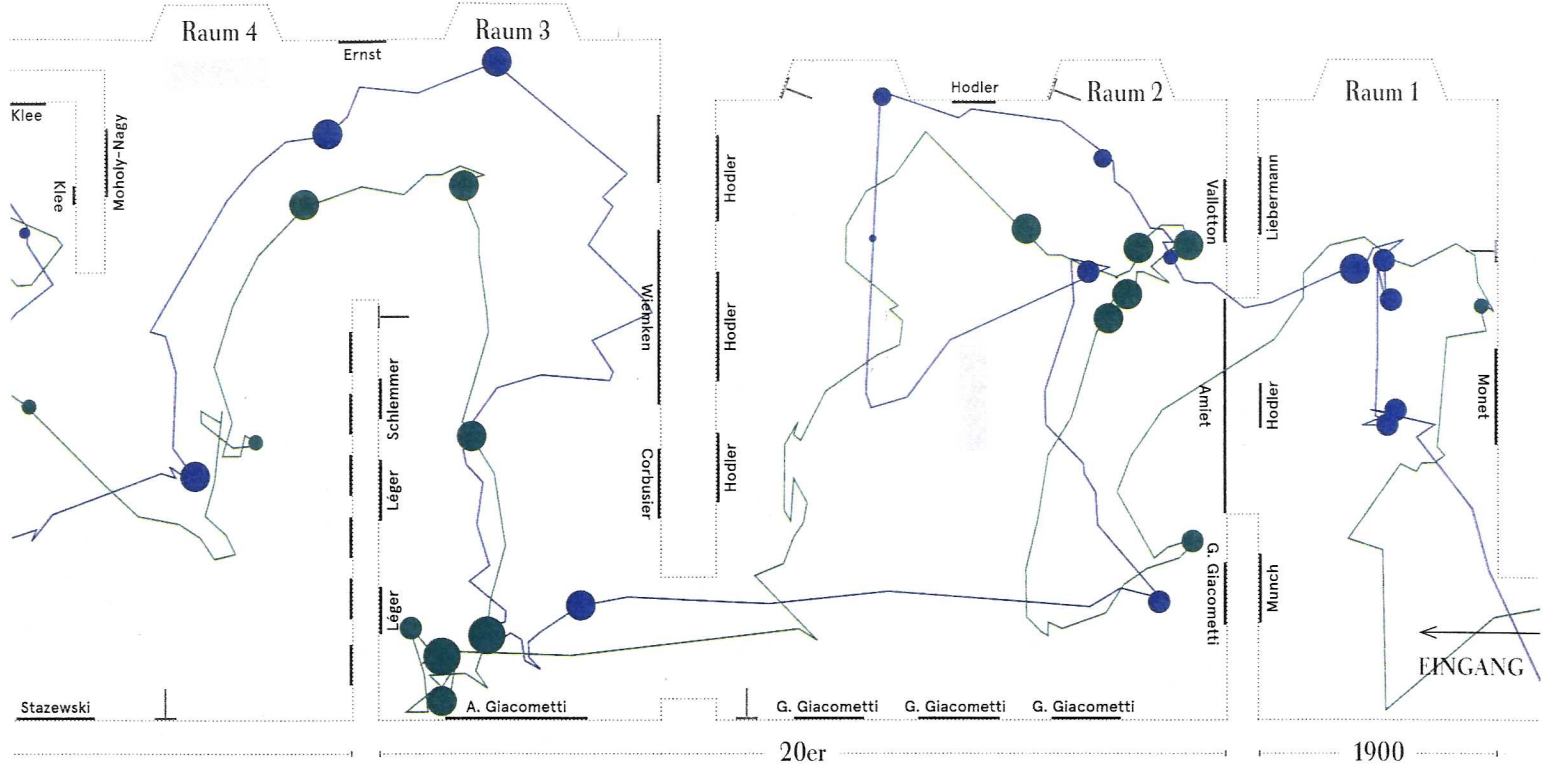 Raum 4
Raum 3
Raum 2
Raum 1
Ernst
Klee
Klee
Moholy-Nagy
Hodler
Hodler
Hodler
Hodler
Vallotton
Liebermann
Wiemken
Schlemmer
Amiet
Hodler
Monet
Léger
Corbusier
Léger
G. Giacometti
Munch
EINGANG
Stazewski
A. Giacometti
G. Giacometti
G. Giacometti
G. Giacometti
20er
1900